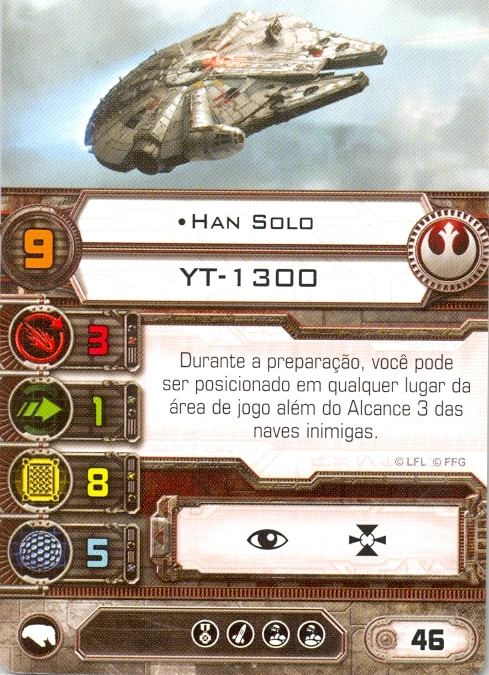 • Han Solo
9
YT-1300
3
Durante a preparação, você pode
ser posicionado em qualquer lugar da
área de jogo além do Alcance 3 das
naves inimigas.
1
© LFL © FFG
8
5
46